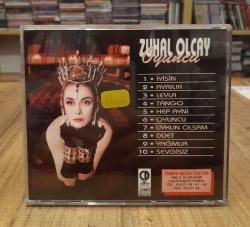 ZUHAL OLCAY
Oyuncu
1 • İYİSİN
2 • AYRILIK
3 • LEYLA
4 • TANGO
5 • HEP AYNI
6 • OYUNCU
7 • UYKUN OLSAM
8 • DÜET
9 • YAĞMUR
10 • SEVGİSİZ